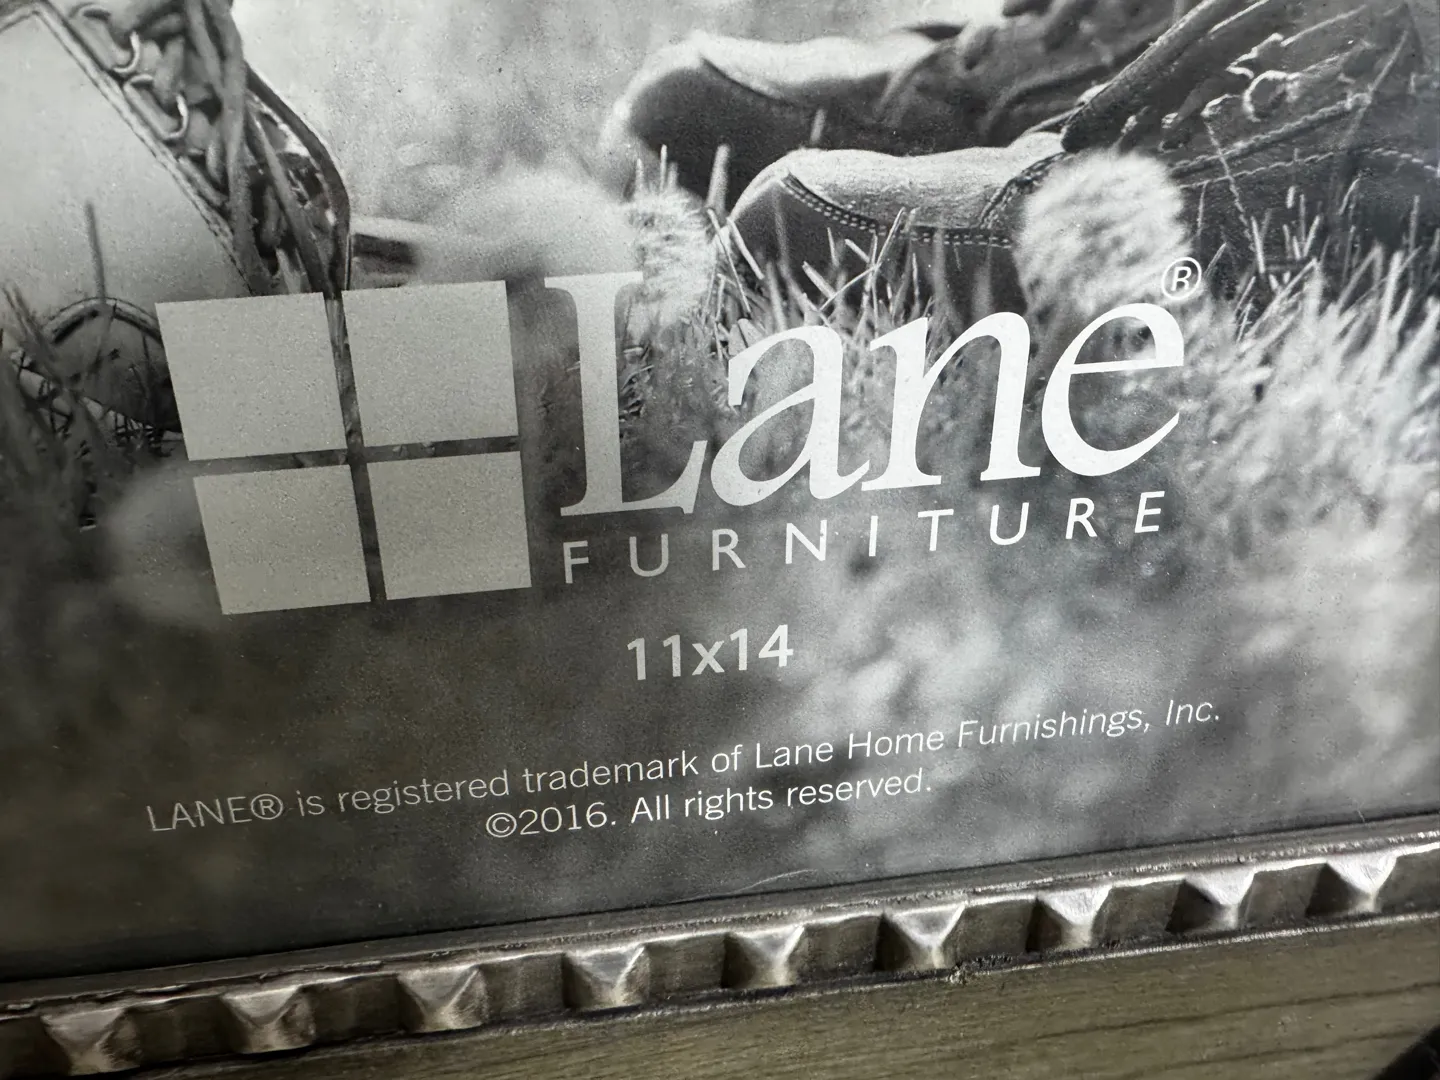 Lane®
FURNITURE
11x14
LANE® is registered trademark of Lane Home Furnishings, Inc.
©2016. All rights reserved.